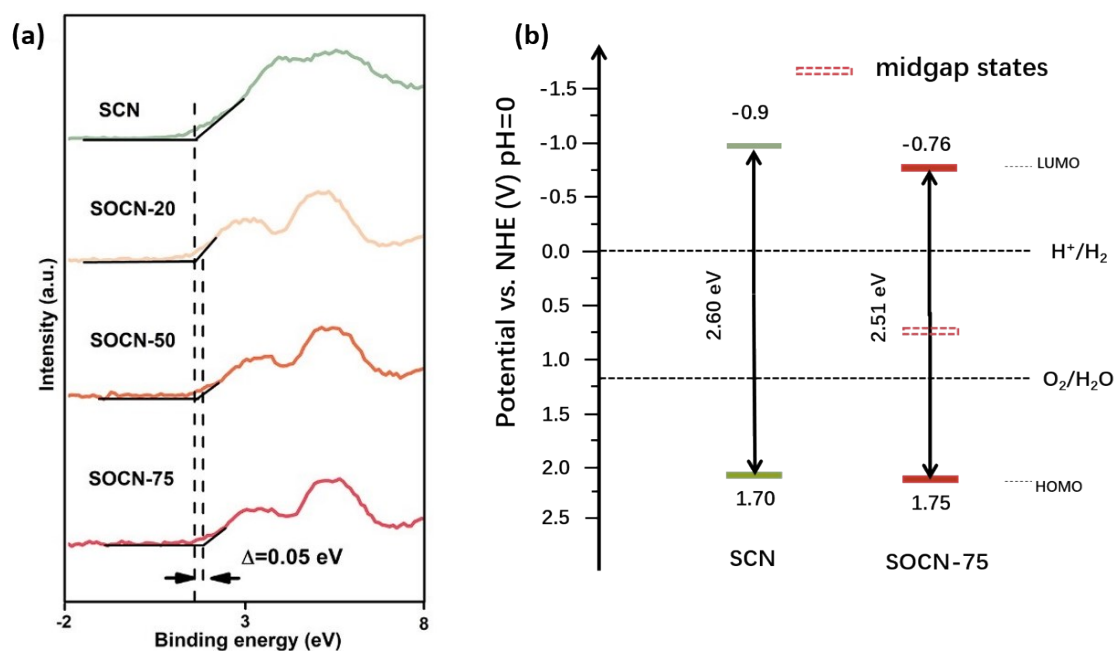 (a)
SCN
SOCN-20
SOCN-50
SOCN-75
Δ=0.05 eV
Intensity (a.u.)
-2
3
8
Binding energy (eV)
(b)
midgap states
Potential vs. NHE (V) pH=0
-1.5
-1.0
-0.5
0.0
0.5
1.0
1.5
2.0
2.5
-0.9
-0.76
LUMO
H⁺/H₂
2.60 eV
2.51 eV
O₂/H₂O
HOMO
1.70
1.75
SCN
SOCN-75